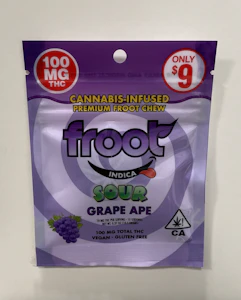 100
MG
THC
ONLY
$9
CANNABIS-INFUSED
PREMIUM FROOT CHEW
froot
INDICA
SOUR
GRAPE APE
100 MG TOTAL THC
VEGAN · GLUTEN FREE
CA